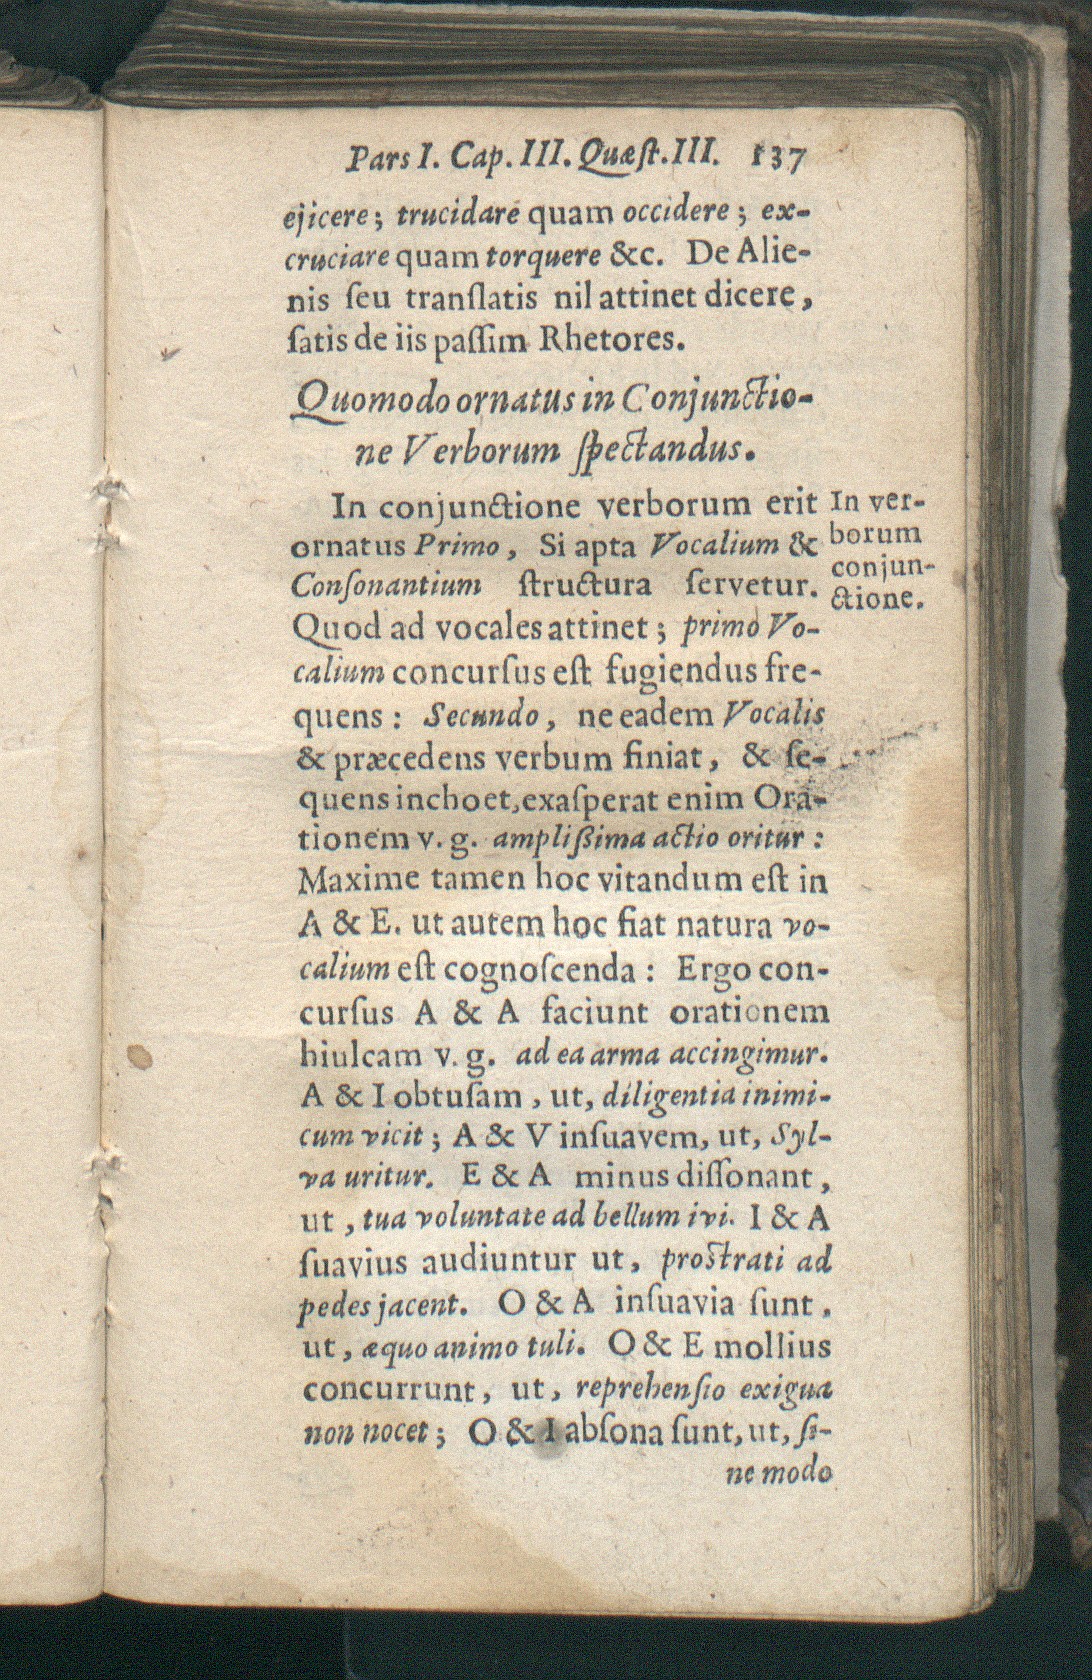 Pars I. Cap. III. Quæſt. III. 137
ejicere; trucidare quam occidere; ex-
cruciare quam torquere &c. De Alie-
nis ſeu tranſlatis nil attinet dicere,
ſatis de iis paſſim Rhetores.
Quomodo ornatus in Conjunctio-
ne Verborum ſpectandus.
In conjunctione verborum erit
ornatus Primo, Si apta Vocalium &
Conſonantium structura ſervetur.
In ver-
borum
conjun-
ctione.
Quod ad vocales attinet; primò Vo-
calium concurſus eſt fugiendus fre-
quens: Secundo, ne eadem Vocalis
& præcedens verbum finiat, & ſe-
quens inchoet, exaſperat enim Ora-
tionem v. g. ampliſſima actio oritur:
Maxime tamen hoc vitandum eſt in
A & E. ut autem hoc fiat natura vo-
calium eſt cognoſcenda: Ergo con-
curſus A & A faciunt orationem
hiulcam v. g. ad ea arma accingimur.
A & I obtuſam, ut, diligentia inimi-
cum vicit; A & V inſuavem, ut, Syl-
va uritur. E & A minus diſſonant,
ut, tua voluntate ad bellum ivi. I & A
ſuavius audiuntur ut, prostrati ad
pedes jacent. O & A inſuavia ſunt,
ut, æquo animo tuli. O & E mollius
concurrunt, ut, reprehenſio exigua
non nocet; O & I abſona ſunt, ut, ſi-
ne modo